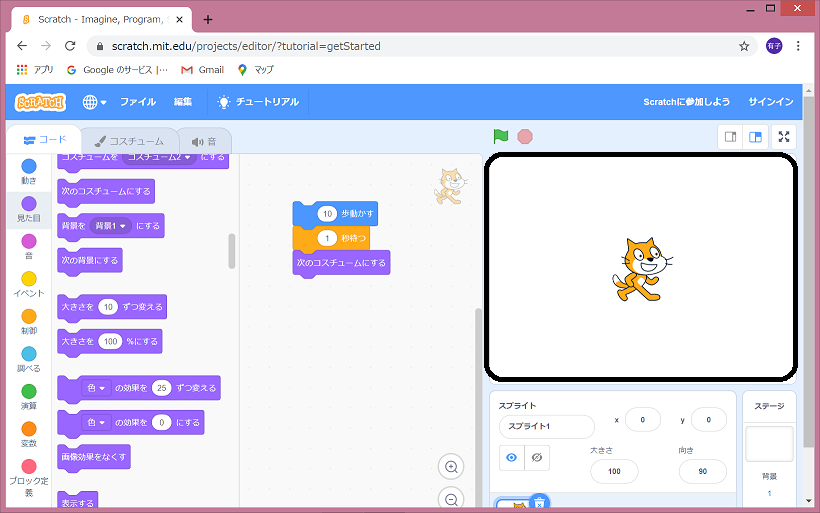 Scratch - Imagine, Program,
scratch.mit.edu/projects/editor/?tutorial=getStarted
有子
アプリ
Google のサービス |…
Gmail
マップ
SCRATCH
ファイル
編集
チュートリアル
Scratchに参加しよう
サインイン
コード
コスチューム
音
動き
見た目
音
イベント
制御
調べる
演算
変数
ブロック定
義
コスチュームを コスチューム2 にする
次のコスチュームにする
背景を 背景1 にする
次の背景にする
大きさを 10 ずつ変える
大きさを 100 %にする
色 の効果を 25 ずつ変える
色 の効果を 0 にする
画像効果をなくす
表示する
10 歩動かす
1 秒待つ
次のコスチュームにする
スプライト
スプライト1
x 0
y 0
大きさ
100
向き
90
ステージ
背景
1